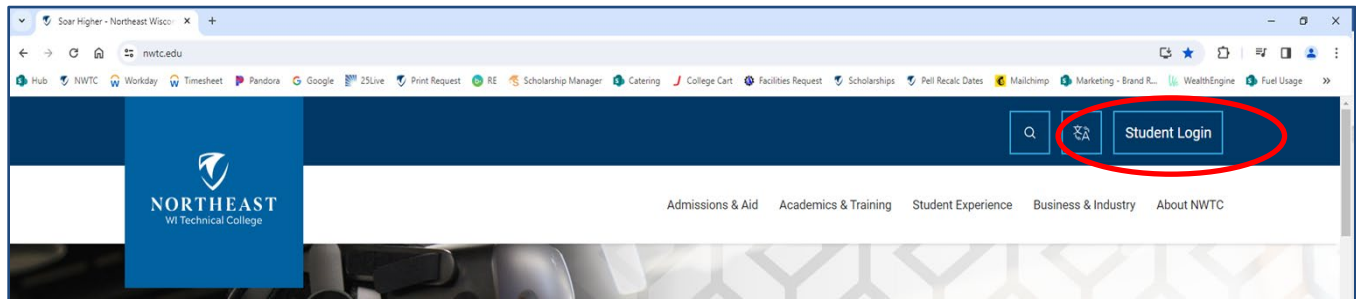 Soar Higher - Northeast Wisco
nwtc.edu
Hub NWTC Workday Timesheet Pandora Google 25Live Print Request RE Scholarship Manager Catering College Cart Facilities Request Scholarships Pell Recalc Dates Mailchimp Marketing - Brand R... WealthEngine Fuel Usage »
Student Login
NORTHEAST
WI Technical College
Admissions & Aid Academics & Training Student Experience Business & Industry About NWTC